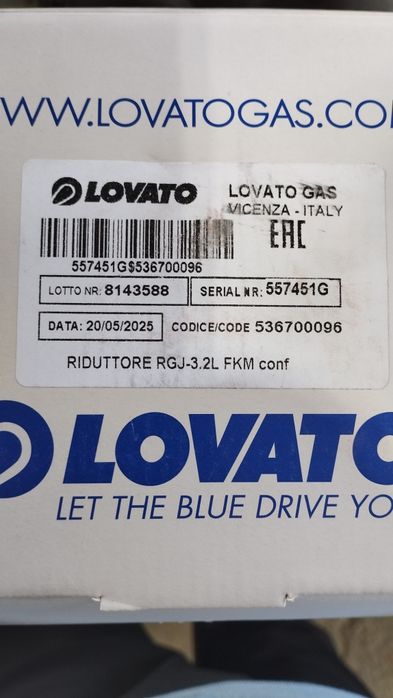 WWW.LOVATOGAS.COM
LOVATO
LOVATO GAS
VICENZA - ITALY
EAC
557451G$536700096
LOTTO NR: 8143588
SERIAL NR: 557451G
DATA: 20/05/2025
CODICE/CODE 536700096
RIDUTTORE RGJ-3.2L FKM conf
LOVATO
LET THE BLUE DRIVE YO